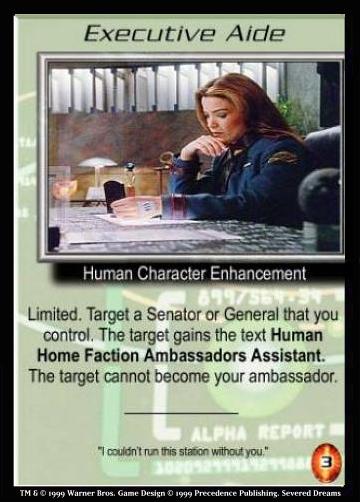 Executive Aide
Human Character Enhancement
Limited. Target a Senator or General that you
control. The target gains the text Human
Home Faction Ambassadors Assistant.
The target cannot become your ambassador.
ALPHA REPORT
"I couldn't run this station without you."
3
TM & © 1999 Warner Bros. Game Design © 1999 Precedence Publishing. Severed Dreams